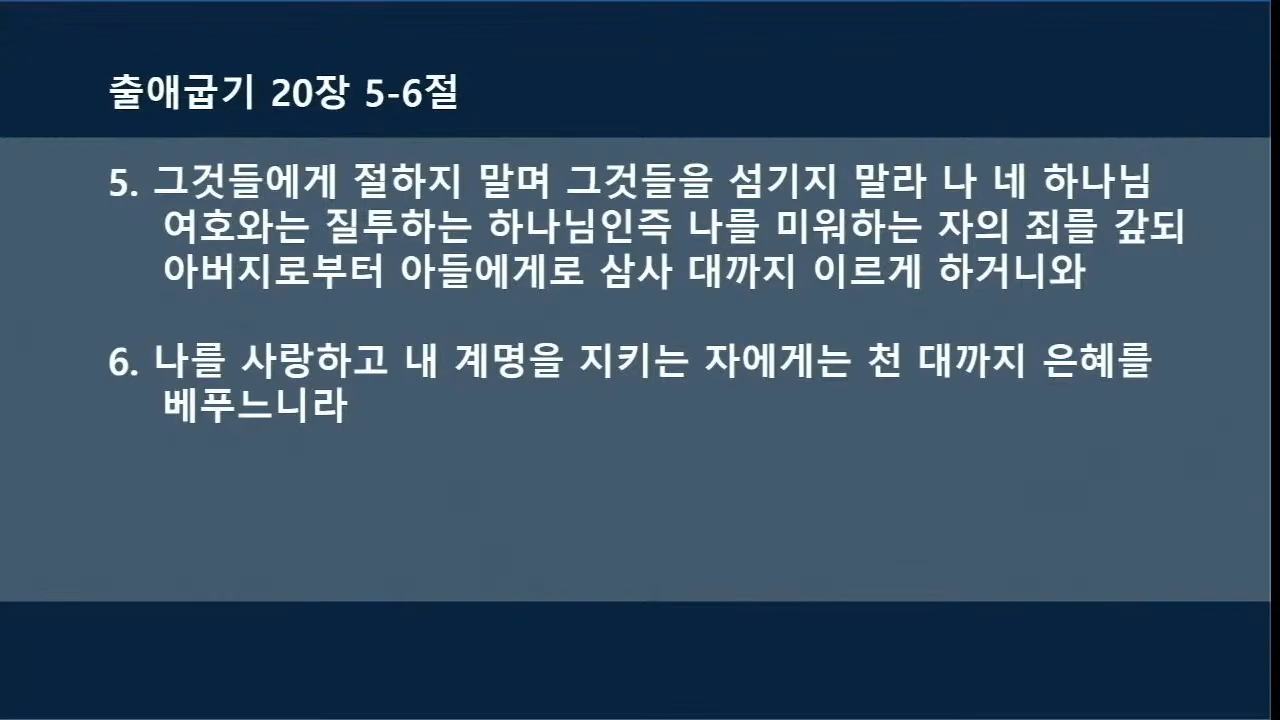 출애굽기 20장 5-6절
5. 그것들에게 절하지 말며 그것들을 섬기지 말라 나 네 하나님
여호와는 질투하는 하나님인즉 나를 미워하는 자의 죄를 갚되
아버지로부터 아들에게로 삼사 대까지 이르게 하거니와
6. 나를 사랑하고 내 계명을 지키는 자에게는 천 대까지 은혜를
베푸느니라